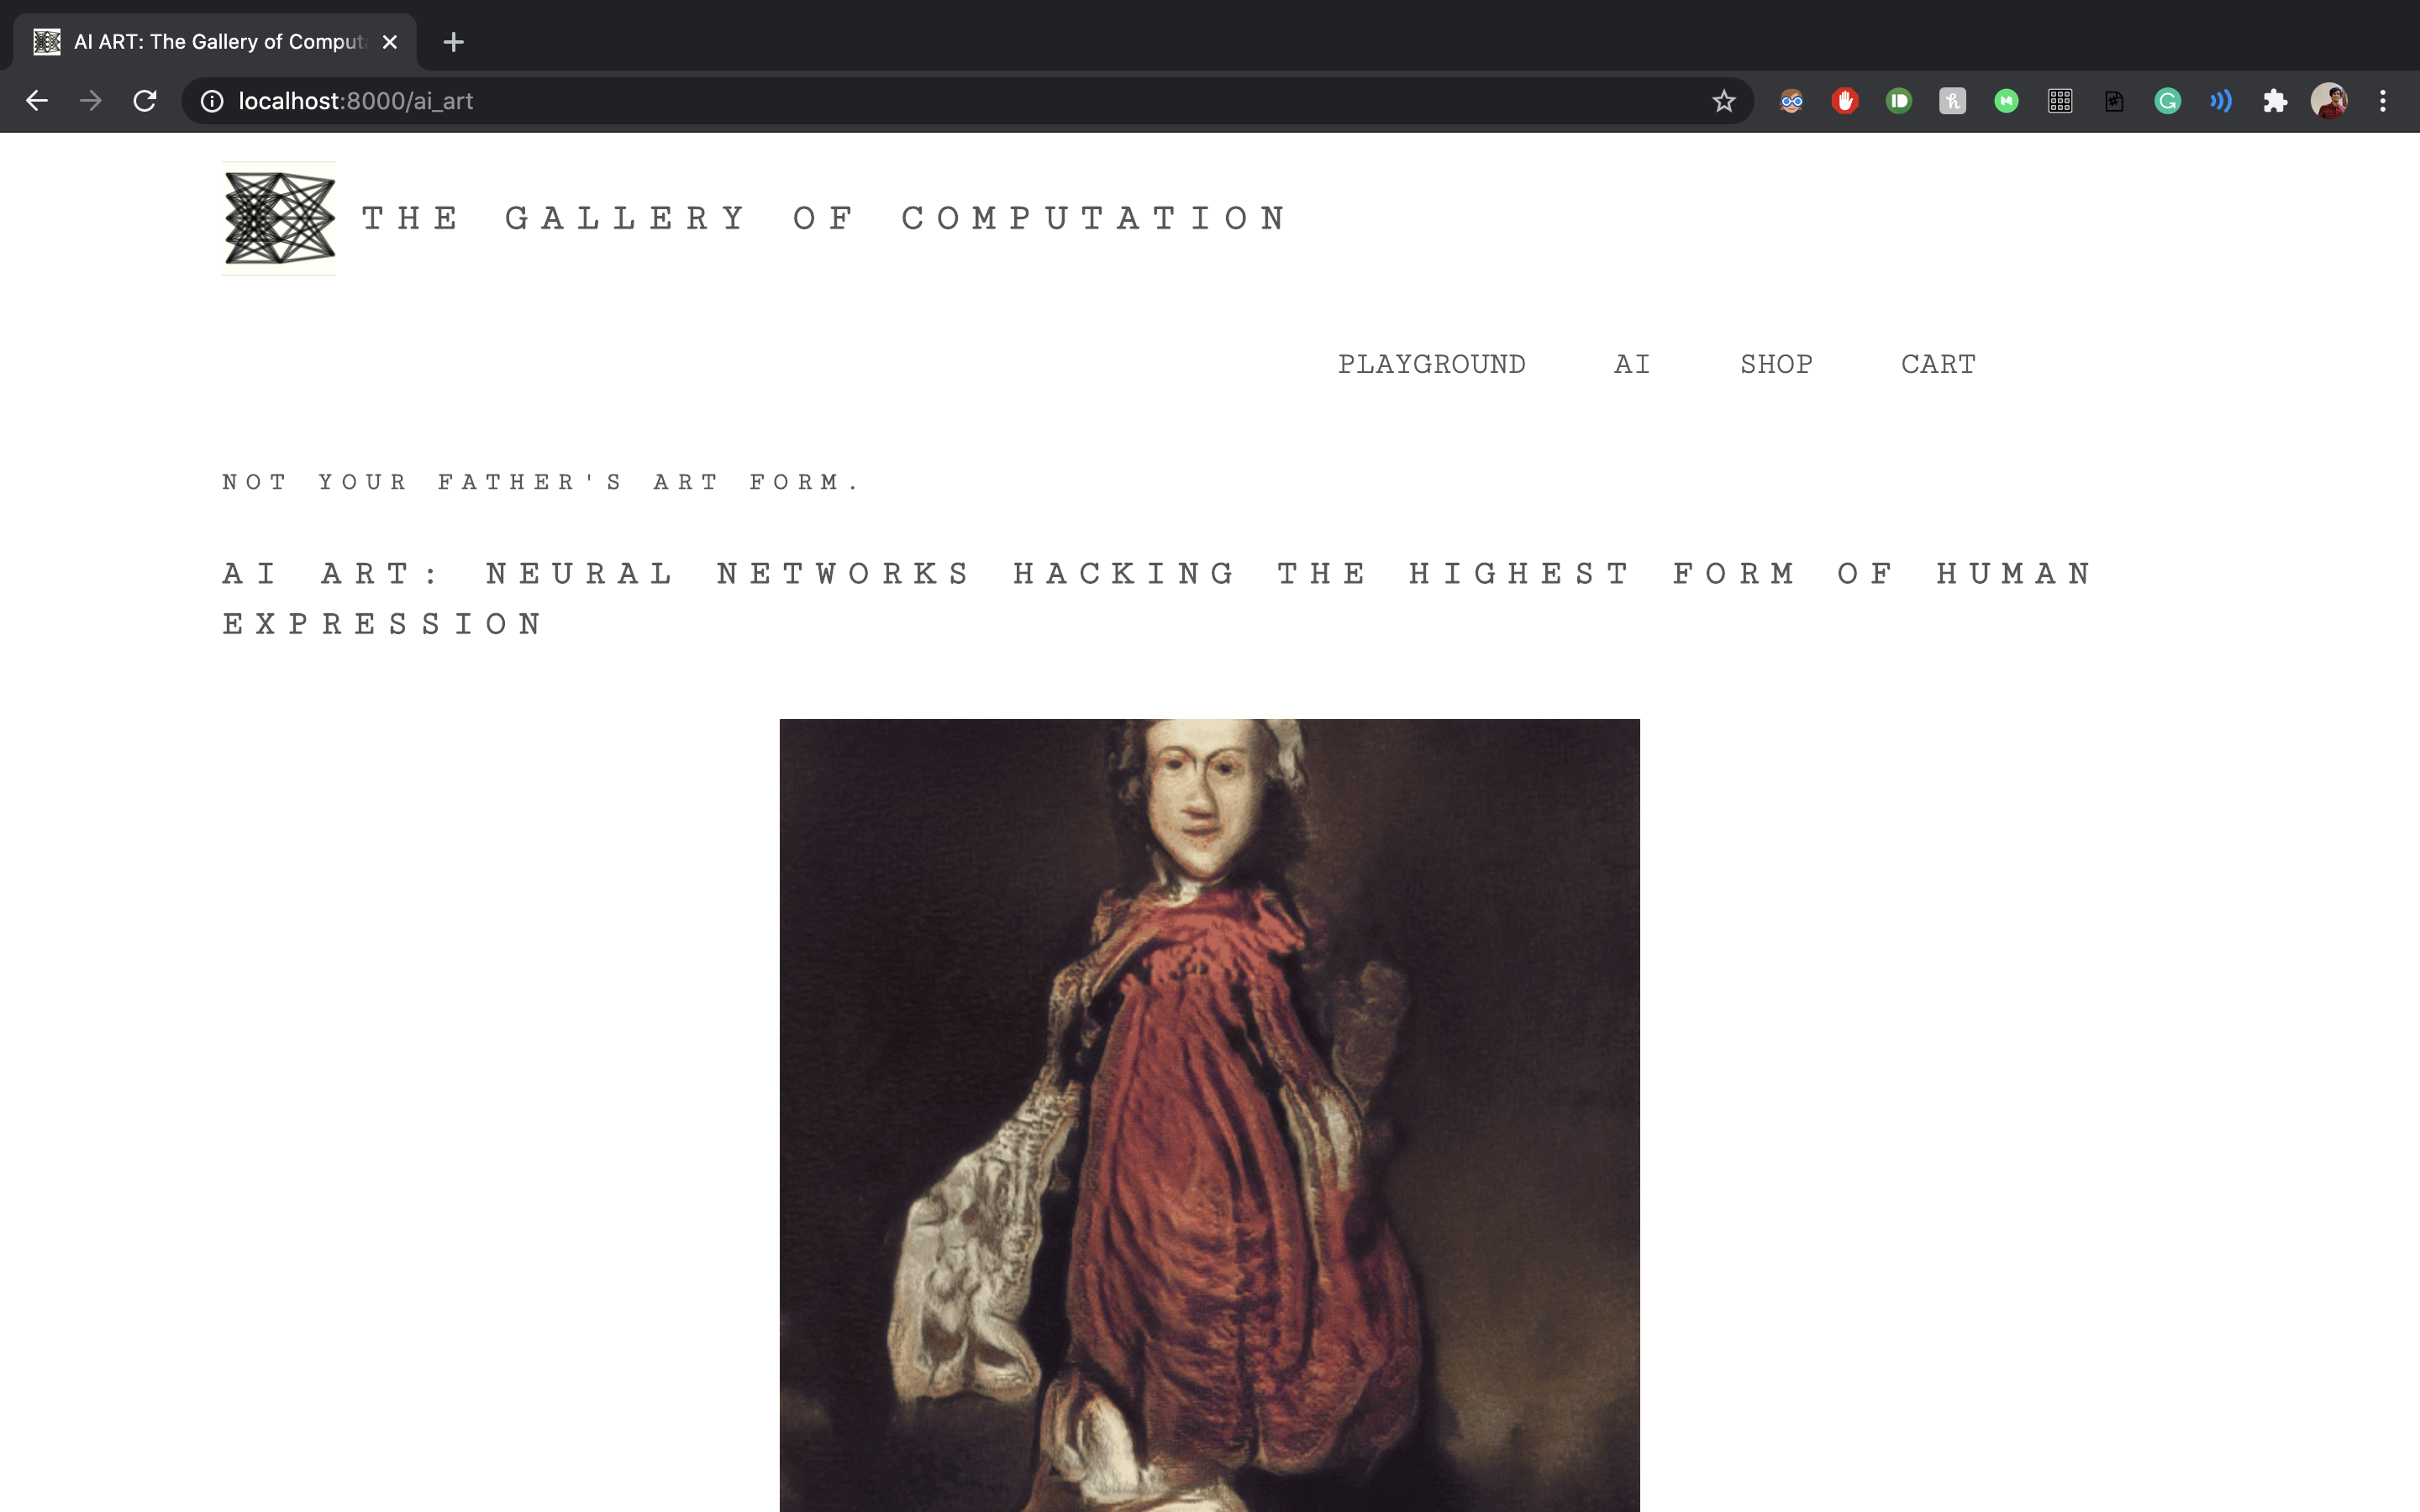 AI ART: The Gallery of Comput
localhost:8000/ai_art
THE GALLERY OF COMPUTATION
PLAYGROUND AI SHOP CART
NOT YOUR FATHER'S ART FORM.
AI ART: NEURAL NETWORKS HACKING THE HIGHEST FORM OF HUMAN
EXPRESSION